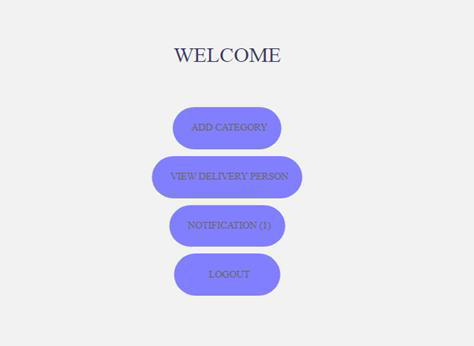 WELCOME
ADD CATEGORY
VIEW DELIVERY PERSON
NOTIFICATION (1)
LOGOUT